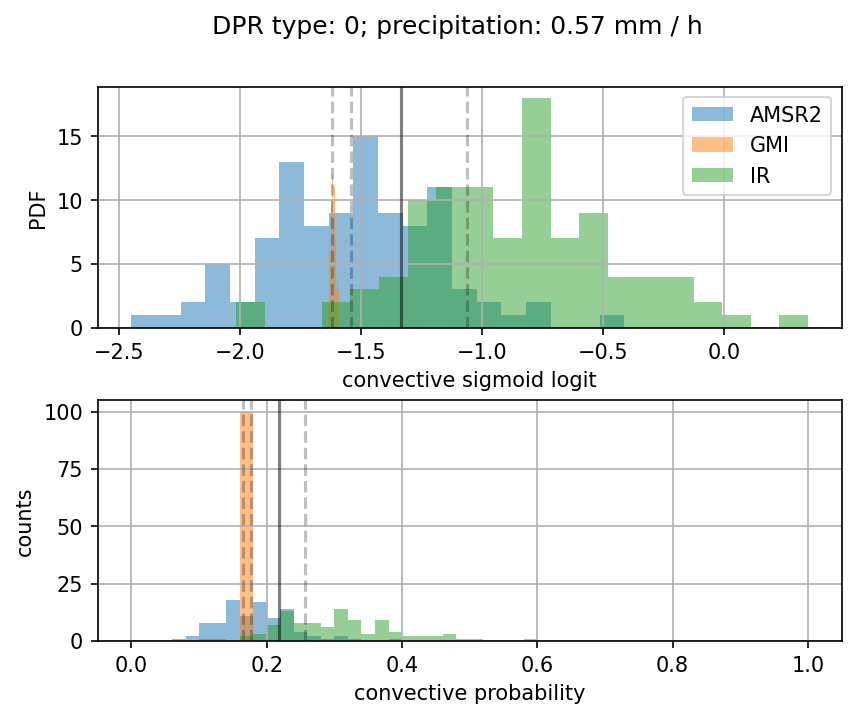 DPR type: 0; precipitation: 0.57 mm / h
PDF
15
10
5
0
AMSR2
GMI
IR
−2.5 −2.0 −1.5 −1.0 −0.5 0.0
convective sigmoid logit
counts
100
75
50
25
0
0.0 0.2 0.4 0.6 0.8 1.0
convective probability